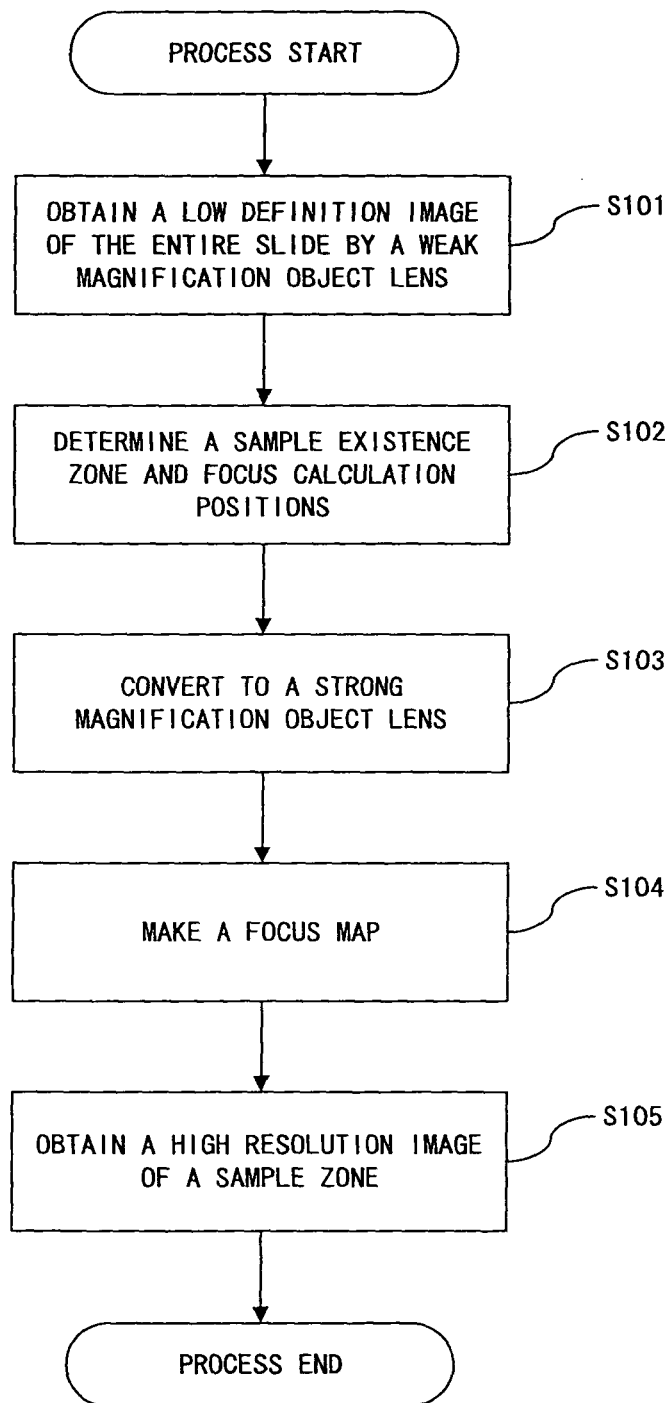 PROCESS START
OBTAIN A LOW DEFINITION IMAGE
OF THE ENTIRE SLIDE BY A WEAK
MAGNIFICATION OBJECT LENS
S101
DETERMINE A SAMPLE EXISTENCE
ZONE AND FOCUS CALCULATION
POSITIONS
S102
CONVERT TO A STRONG
MAGNIFICATION OBJECT LENS
S103
MAKE A FOCUS MAP
S104
OBTAIN A HIGH RESOLUTION IMAGE
OF A SAMPLE ZONE
S105
PROCESS END